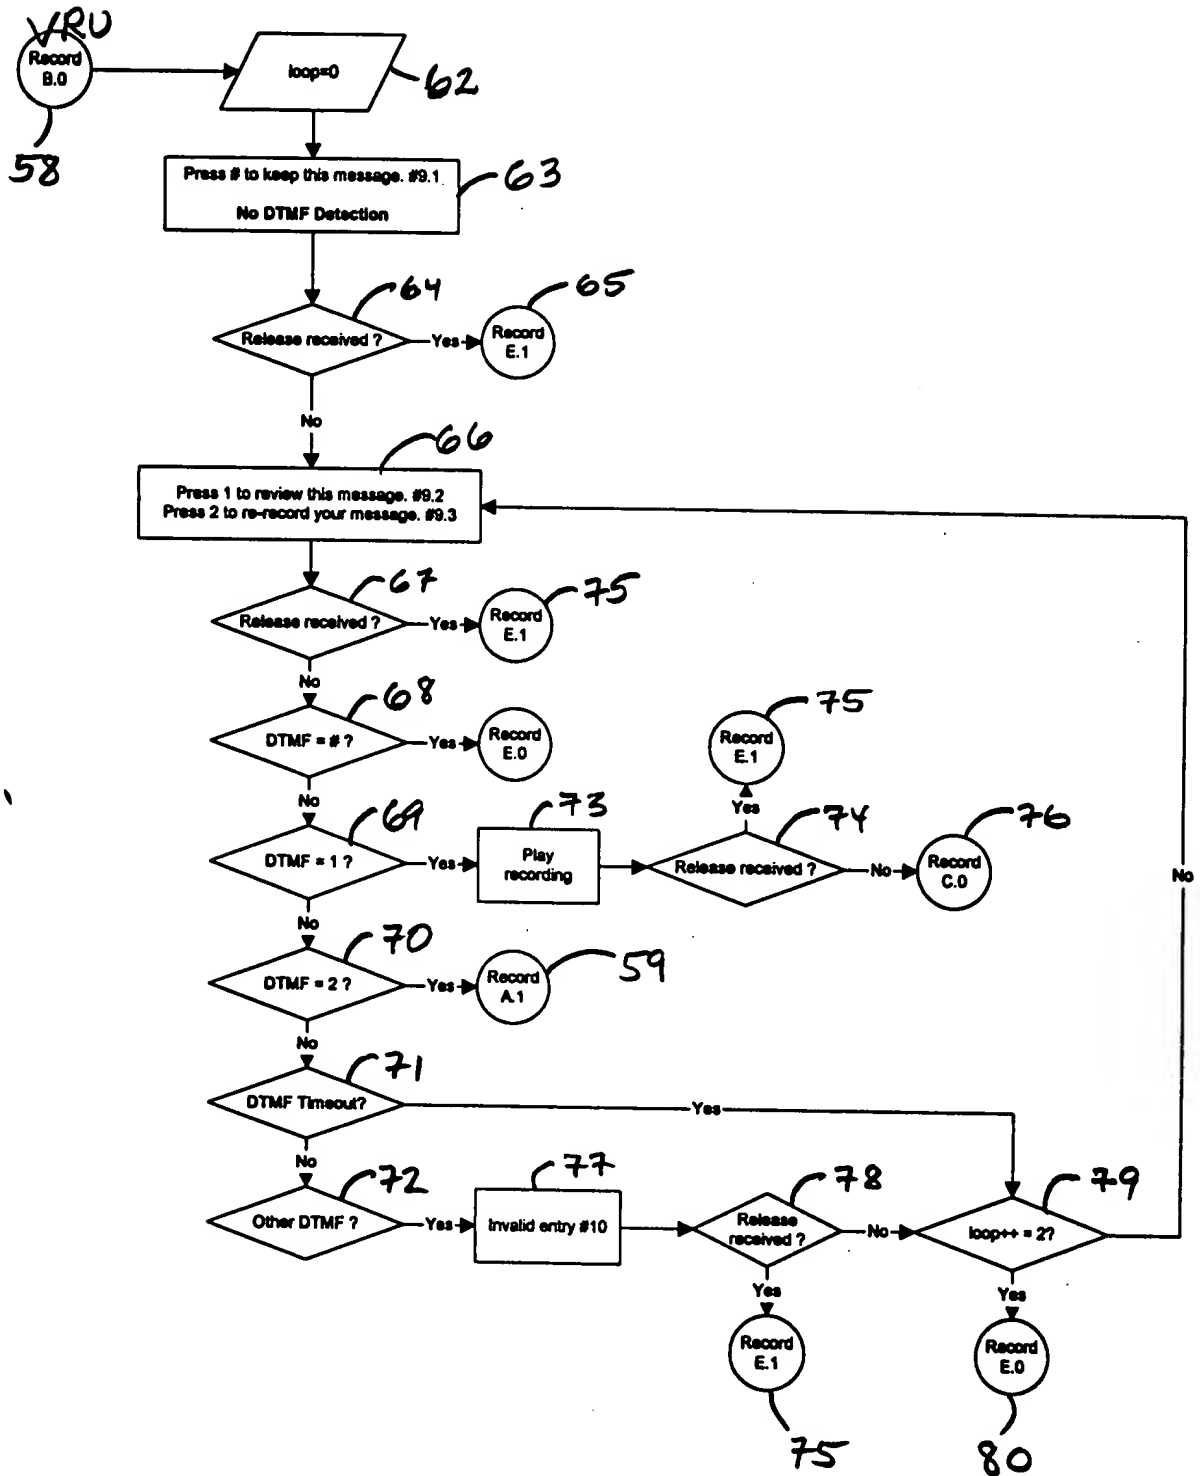 VRU
Record
B.0
58
loop=0
62
Press # to keep this message. #9.1
No DTMF Detection
63
64
Release received ?
Yes
65
Record
E.1
No
66
Press 1 to review this message. #9.2
Press 2 to re-record your message. #9.3
67
Release received ?
Yes
75
Record
E.1
No
68
DTMF = # ?
Yes
Record
E.0
75
Record
E.1
No
69
DTMF = 1 ?
Yes
73
Play
recording
Yes
74
Release received ?
No
76
Record
C.0
No
No
70
DTMF = 2 ?
Yes
59
Record
A.1
No
71
DTMF Timeout?
Yes
No
72
Other DTMF ?
Yes
77
Invalid entry #10
78
Release
received ?
No
79
loop++ = 2?
Yes
Record
E.1
75
Yes
Record
E.0
80